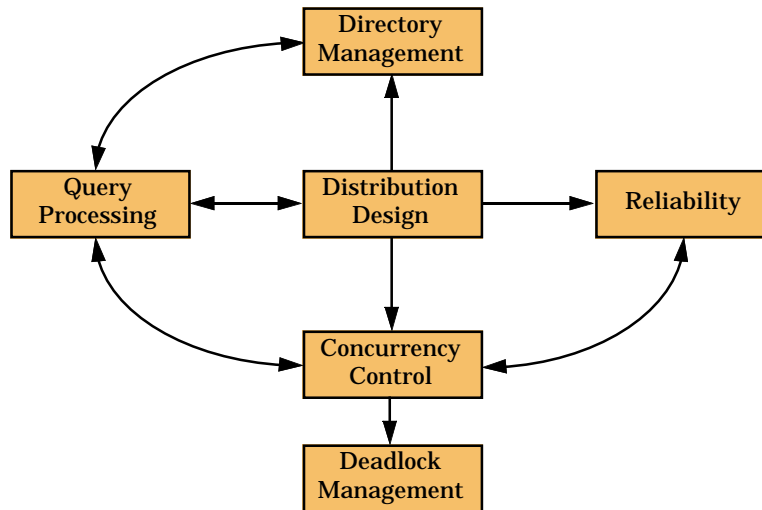 Directory
Management
Query
Processing
Distribution
Design
Reliability
Concurrency
Control
Deadlock
Management